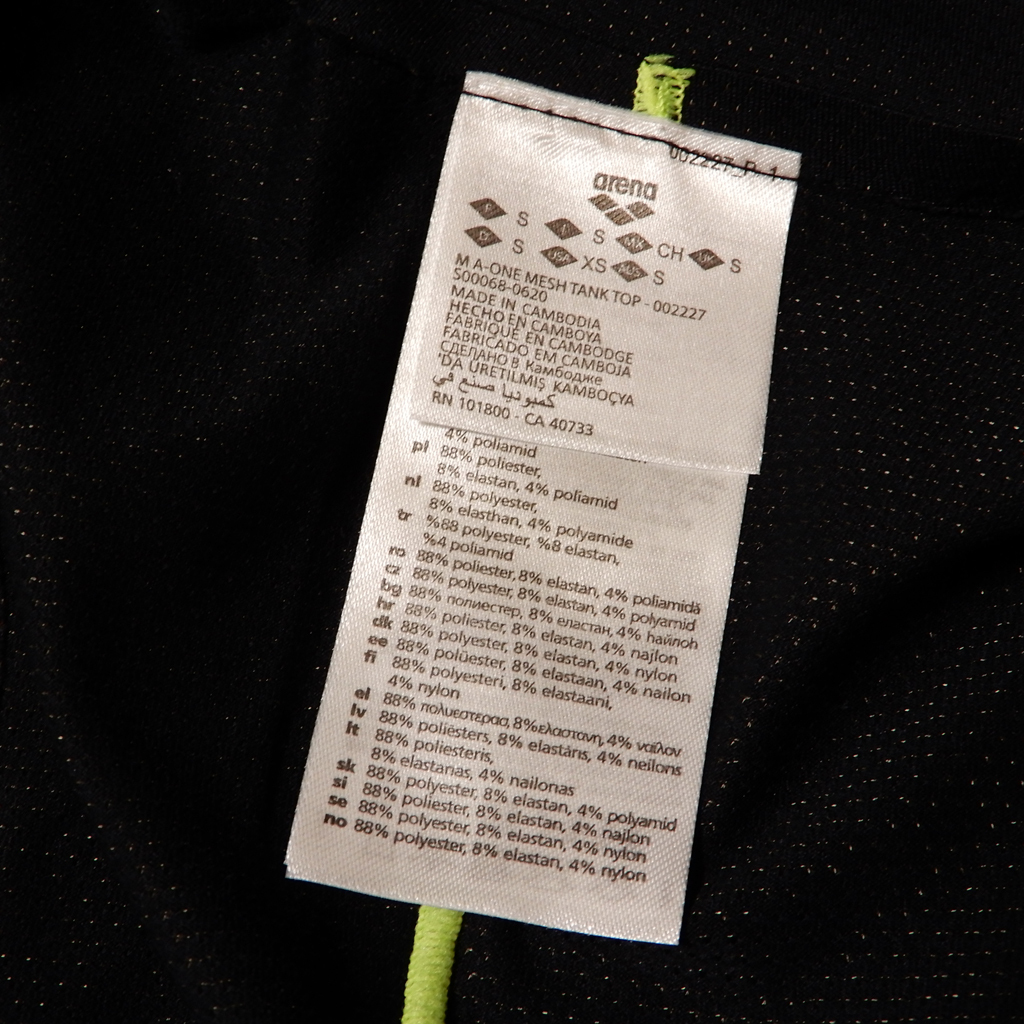 002227_P_1
arena
F S I S UK CH UK S
D S USA XS AUS S
M A-ONE MESH TANK TOP - 002227
S00068-0620
MADE IN CAMBODIA
HECHO EN CAMBOYA
FABRIQUE EN CAMBODGE
FABRICADO EM CAMBOJA
СДЕЛАНО В Камбодже
'DA ÜRETILMIŞ KAMBOÇYA
كمبوديا صنع في
RN 101800 - CA 40733
4% poliamid
pl 88% poliester,
8% elastan, 4% poliamid
nl 88% polyester,
8% elasthan, 4% polyamide
tr %88 polyester, %8 elastan,
%4 poliamid
ro 88% poliester, 8% elastan, 4% poliamidă
cz 88% polyester, 8% elastan, 4% polyamid
bg 88% полиестер, 8% еластан, 4% найлон
hr 88% poliester, 8% elastan, 4% najlon
dk 88% polyester, 8% elastan, 4% nylon
ee 88% polüester, 8% elastaan, 4% nailon
fi 88% polyesteri, 8% elastaani,
4% nylon
el 88% πολυεστερας, 8%ελαστανη, 4% ναϊλον
lv 88% poliesters, 8% elastāns, 4% neilons
lt 88% poliesteris,
8% elastanas, 4% nailonas
sk 88% polyester, 8% elastan, 4% polyamid
si 88% poliester, 8% elastan, 4% najlon
se 88% polyester, 8% elastan, 4% nylon
no 88% polyester, 8% elastan, 4% nylon